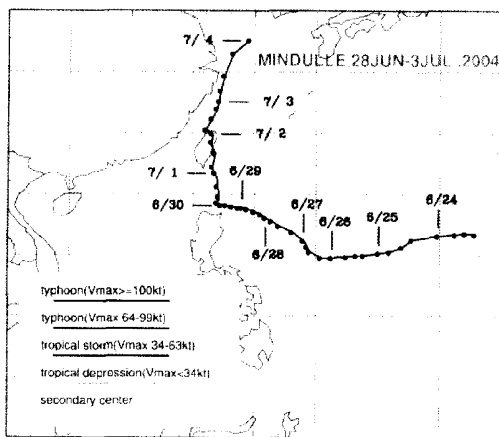 7/ 4
MINDULLE 28JUN-3JUL ,2004
7/ 3
7/ 2
7/ 1
6/29
6/30
6/27
6/24
6/26
6/25
6/28
typhoon(Vmax>=100kt)
typhoon(Vmax 64-99kt)
tropical storm(Vmax 34-63kt)
tropical depression(Vmax<34kt)
secondary center